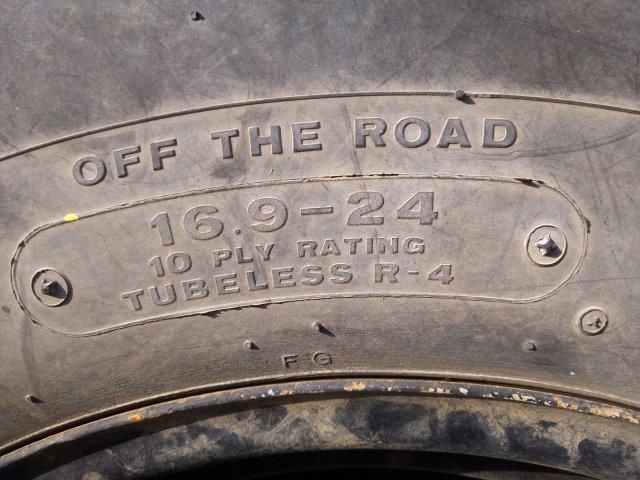 OFF THE ROAD
16.9-24
10 PLY RATING
TUBELESS R-4
FG